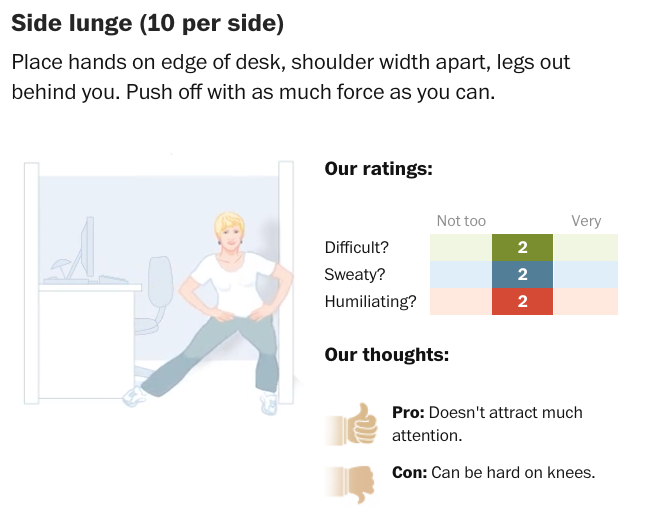 Side lunge (10 per side)
Place hands on edge of desk, shoulder width apart, legs out
behind you. Push off with as much force as you can.
Our ratings:
Not too Very
Difficult? 2
Sweaty? 2
Humiliating? 2
Our thoughts:
Pro: Doesn't attract much
attention.
Con: Can be hard on knees.